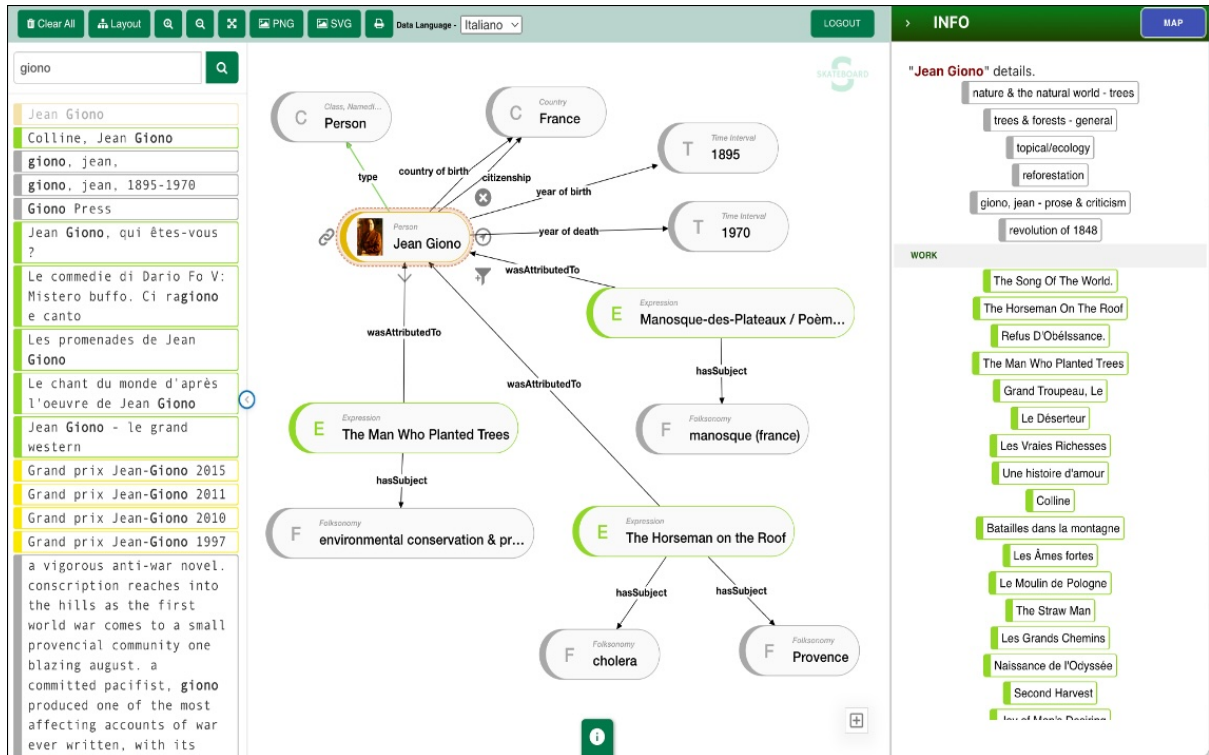 Clear All
Layout
PNG
SVG
Data Language -
Italiano
LOGOUT
INFO
MAP
giono
Jean Giono
Colline, Jean Giono
giono, jean,
giono, jean, 1895-1970
Giono Press
Jean Giono, qui êtes-vous
?
Le commedie di Dario Fo V:
Mistero buffo. Ci ragiono
e canto
Les promenades de Jean
Giono
Le chant du monde d'après
l'oeuvre de Jean Giono
Jean Giono - le grand
western
Grand prix Jean-Giono 2015
Grand prix Jean-Giono 2011
Grand prix Jean-Giono 2010
Grand prix Jean-Giono 1997
a vigorous anti-war novel.
conscription reaches into
the hills as the first
world war comes to a small
provencial community one
blazing august. a
committed pacifist, giono
produced one of the most
affecting accounts of war
ever written, with its
SKATEBOARD
C
Class, Namedi...
Person
C
Country
France
T
Time Interval
1895
type
country of birth
citizenship
year of birth
Person
Jean Giono
year of death
T
Time Interval
1970
wasAttributedTo
E
Expression
Manosque-des-Plateaux / Poèm...
wasAttributedTo
hasSubject
wasAttributedTo
E
Expression
The Man Who Planted Trees
F
Folksonomy
manosque (france)
hasSubject
F
Folksonomy
environmental conservation & pr...
E
Expression
The Horseman on the Roof
hasSubject
hasSubject
F
Folksonomy
cholera
F
Folksonomy
Provence
"Jean Giono" details.
nature & the natural world - trees
trees & forests - general
topical/ecology
reforestation
giono, jean - prose & criticism
revolution of 1848
WORK
The Song Of The World.
The Horseman On The Roof
Refus D'Obéissance.
The Man Who Planted Trees
Grand Troupeau, Le
Le Déserteur
Les Vraies Richesses
Une histoire d'amour
Colline
Batailles dans la montagne
Les Âmes fortes
Le Moulin de Pologne
The Straw Man
Les Grands Chemins
Naissance de l'Odyssée
Second Harvest
Joy of Man's Desiring